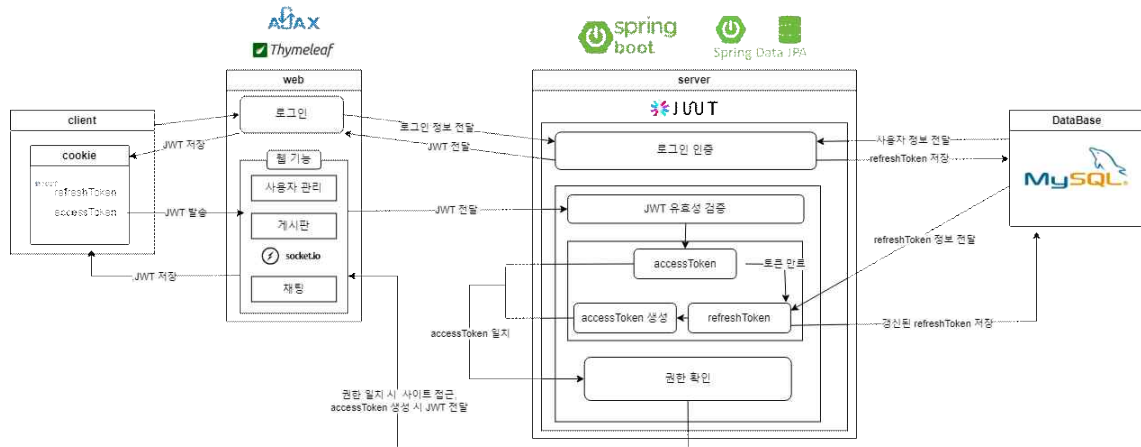 AJAX
Thymeleaf
spring
boot
Spring Data JPA
web
server
client
cookie
refreshToken
accessToken
로그인
웹 기능
사용자 관리
게시판
socket.io
채팅
JWT 저장
JWT 발송
JWT 저장
로그인 정보 전달
JWT 전달
JWT 전달
JWT
로그인 인증
JWT 유효성 검증
accessToken
토큰 만료
accessToken 생성
refreshToken
accessToken 일치
권한 확인
권한 일치 시 사이트 접근,
accessToken 생성 시 JWT 전달
사용자 정보 전달
refreshToken 저장
DataBase
MySQL
refreshToken 정보 전달
갱신된 refreshToken 저장